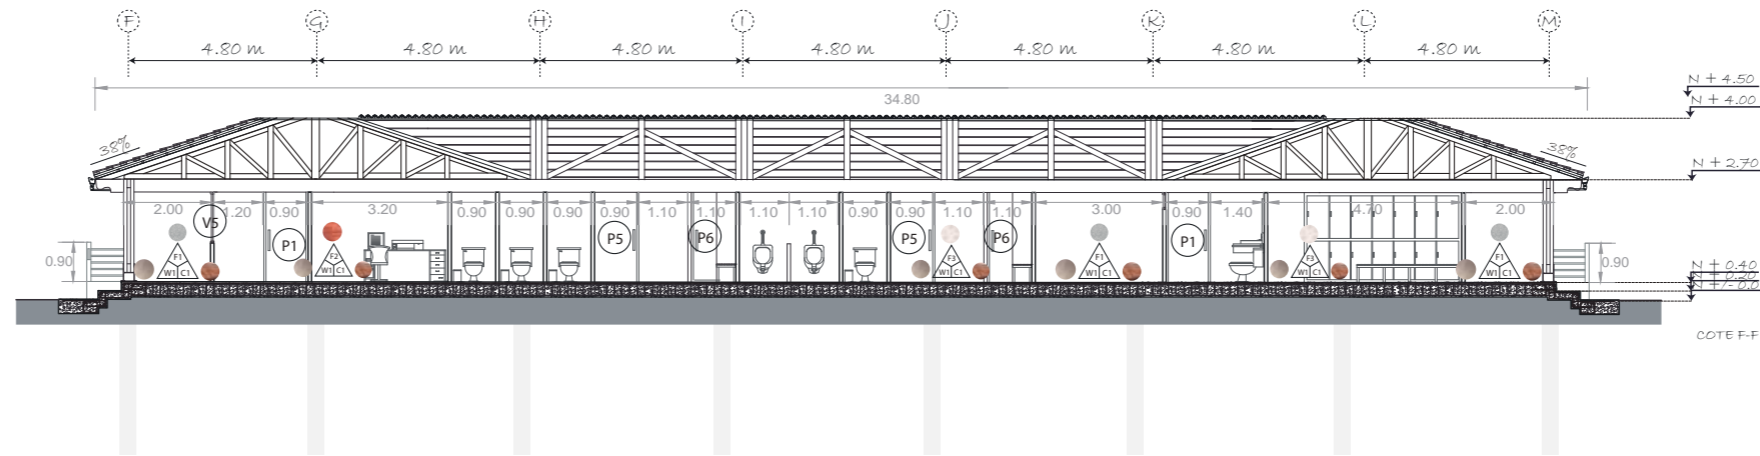 F G H I J K L M
4.80 m 4.80 m 4.80 m 4.80 m 4.80 m 4.80 m 4.80 m
34.80
N + 4.50
N + 4.00
38% 38%
N + 2.70
2.00 1.20 0.90 3.20 0.90 0.90 0.90 0.90 1.10 1.10 1.10 1.10 0.90 0.90 1.10 1.10 3.00 0.90 1.40 4.70 2.00
V5 P1 P5 P6 P5 P6 P1
0.90 0.90
F1 F2 F3 F1 F3 F1
W1 C1 W1 C1 W1 C1 W1 C1 W1 C1 W1 C1
N + 0.40
N + 0.20
N +/- 0.0
COTE F-F